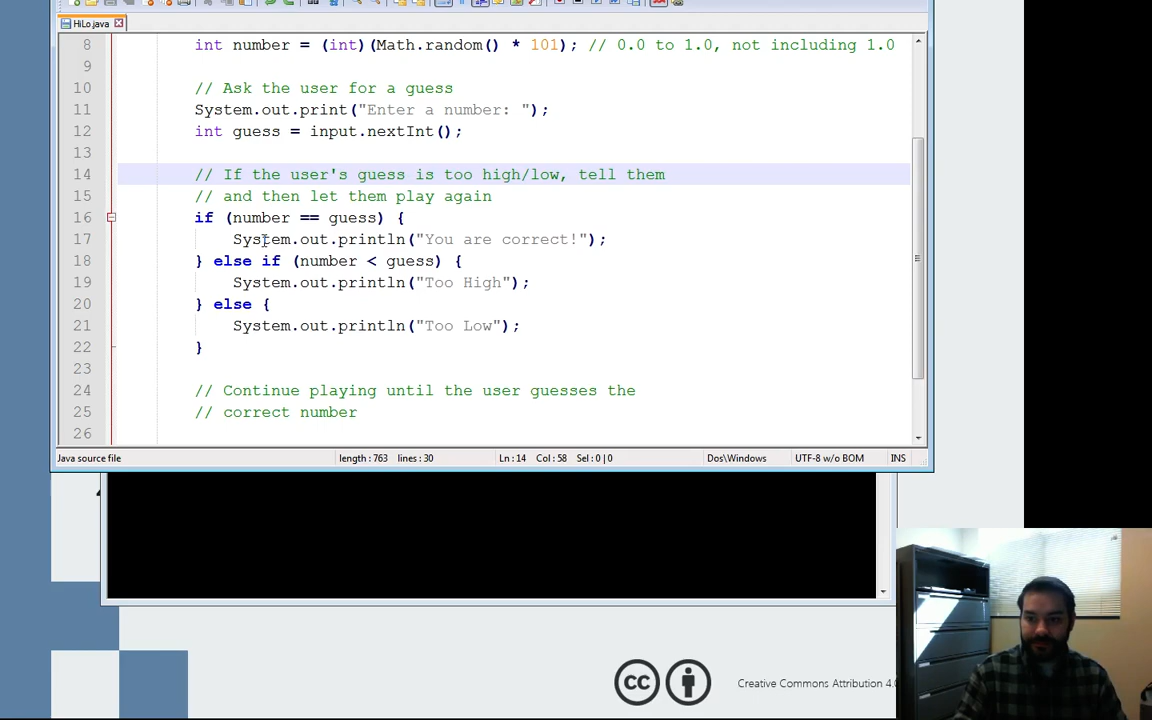 HiLo.java
8 int number = (int)(Math.random() * 101); // 0.0 to 1.0, not including 1.0
9
10 // Ask the user for a guess
11 System.out.print("Enter a number: ");
12 int guess = input.nextInt();
13
14 // If the user's guess is too high/low, tell them
15 // and then let them play again
16 if (number == guess) {
17 System.out.println("You are correct!");
18 } else if (number < guess) {
19 System.out.println("Too High");
20 } else {
21 System.out.println("Too Low");
22 }
23
24 // Continue playing until the user guesses the
25 // correct number
26
Java source file length : 763 lines : 30 Ln : 14 Col : 58 Sel : 0 | 0 Dos\Windows UTF-8 w/o BOM INS
cc
Creative Commons Attribution 4.